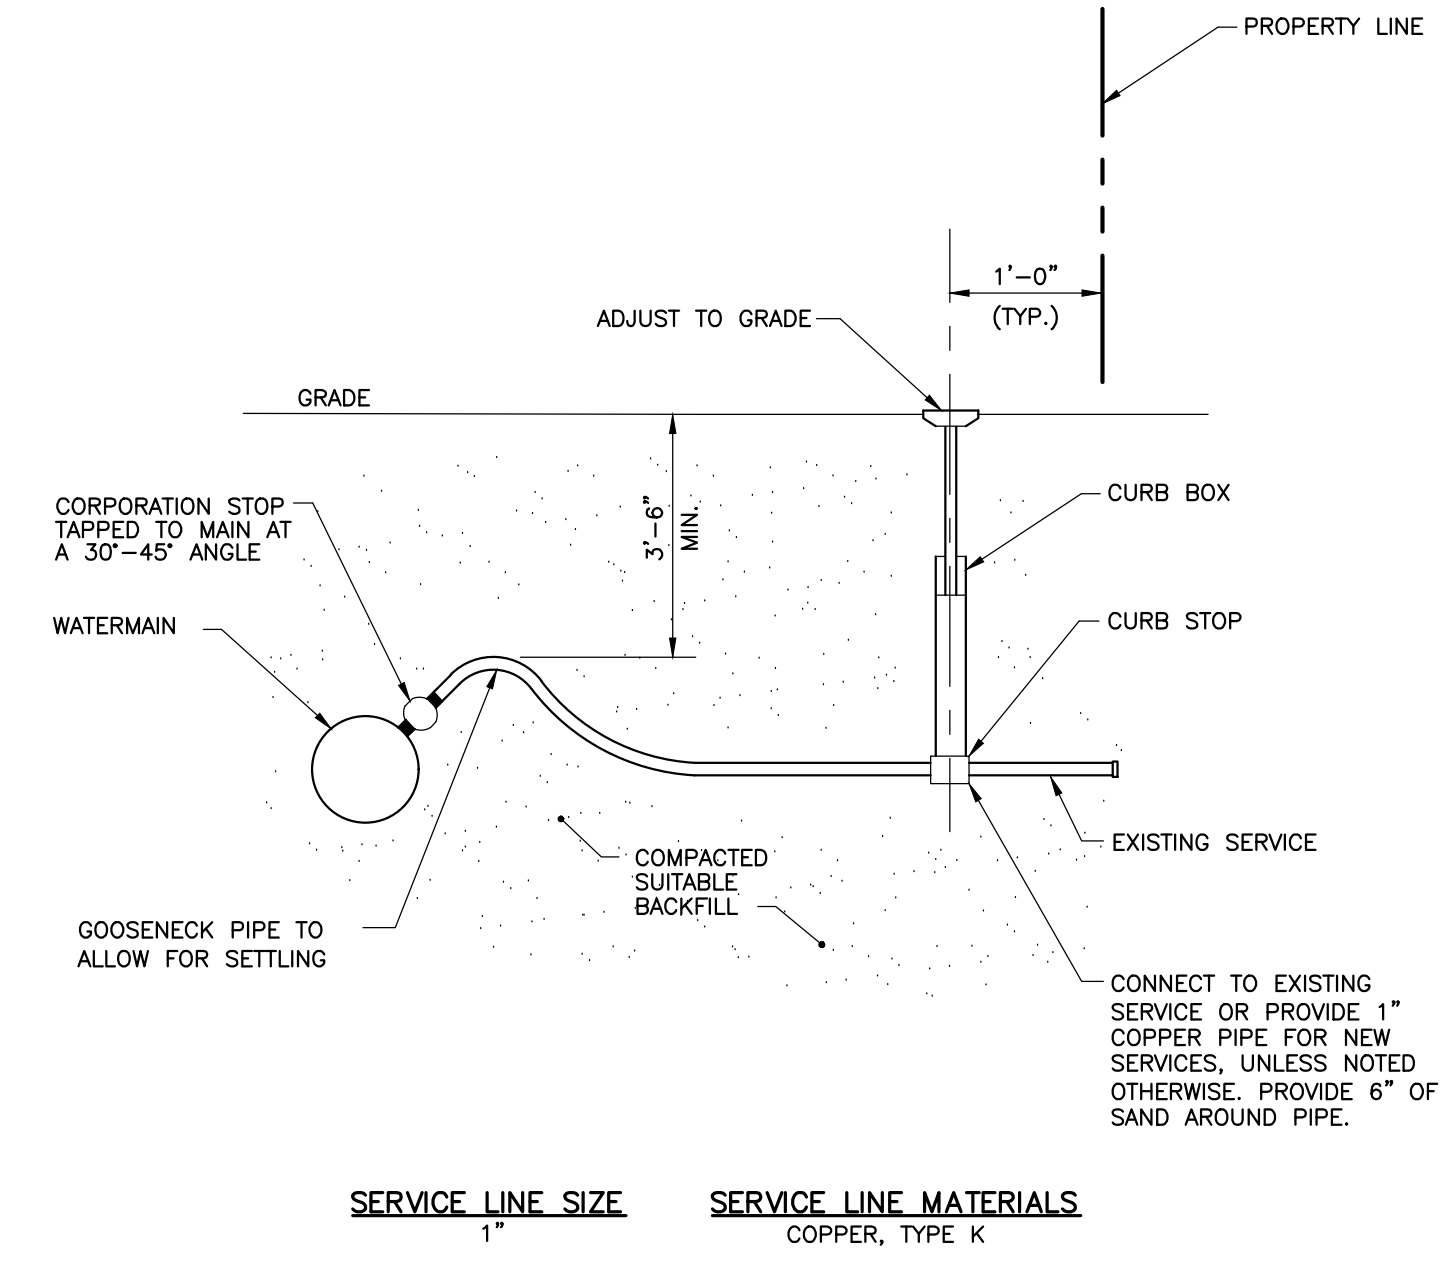 PROPERTY LINE
1'-0"
(TYP.)
ADJUST TO GRADE
GRADE
3'-6"
MIN.
CURB BOX
CORPORATION STOP
TAPPED TO MAIN AT
A 30°-45° ANGLE
WATERMAIN
CURB STOP
EXISTING SERVICE
COMPACTED
SUITABLE
BACKFILL
GOOSENECK PIPE TO
ALLOW FOR SETTLING
CONNECT TO EXISTING
SERVICE OR PROVIDE 1"
COPPER PIPE FOR NEW
SERVICES, UNLESS NOTED
OTHERWISE. PROVIDE 6" OF
SAND AROUND PIPE.
SERVICE LINE SIZE
1"
SERVICE LINE MATERIALS
COPPER, TYPE K